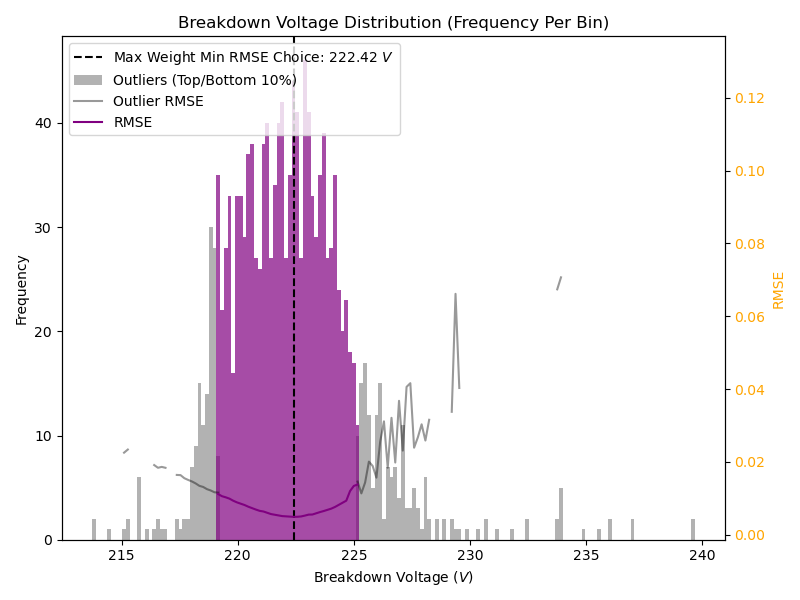 Breakdown Voltage Distribution (Frequency Per Bin)
Max Weight Min RMSE Choice: 222.42 V
Outliers (Top/Bottom 10%)
Outlier RMSE
RMSE
Frequency
40
30
20
10
0
0.12
0.10
0.08
0.06
0.04
0.02
0.00
RMSE
215 220 225 230 235 240
Breakdown Voltage (V)